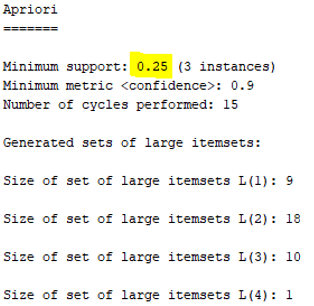 Apriori
=======
Minimum support: 0.25 (3 instances)
Minimum metric <confidence>: 0.9
Number of cycles performed: 15
Generated sets of large itemsets:
Size of set of large itemsets L(1): 9
Size of set of large itemsets L(2): 18
Size of set of large itemsets L(3): 10
Size of set of large itemsets L(4): 1